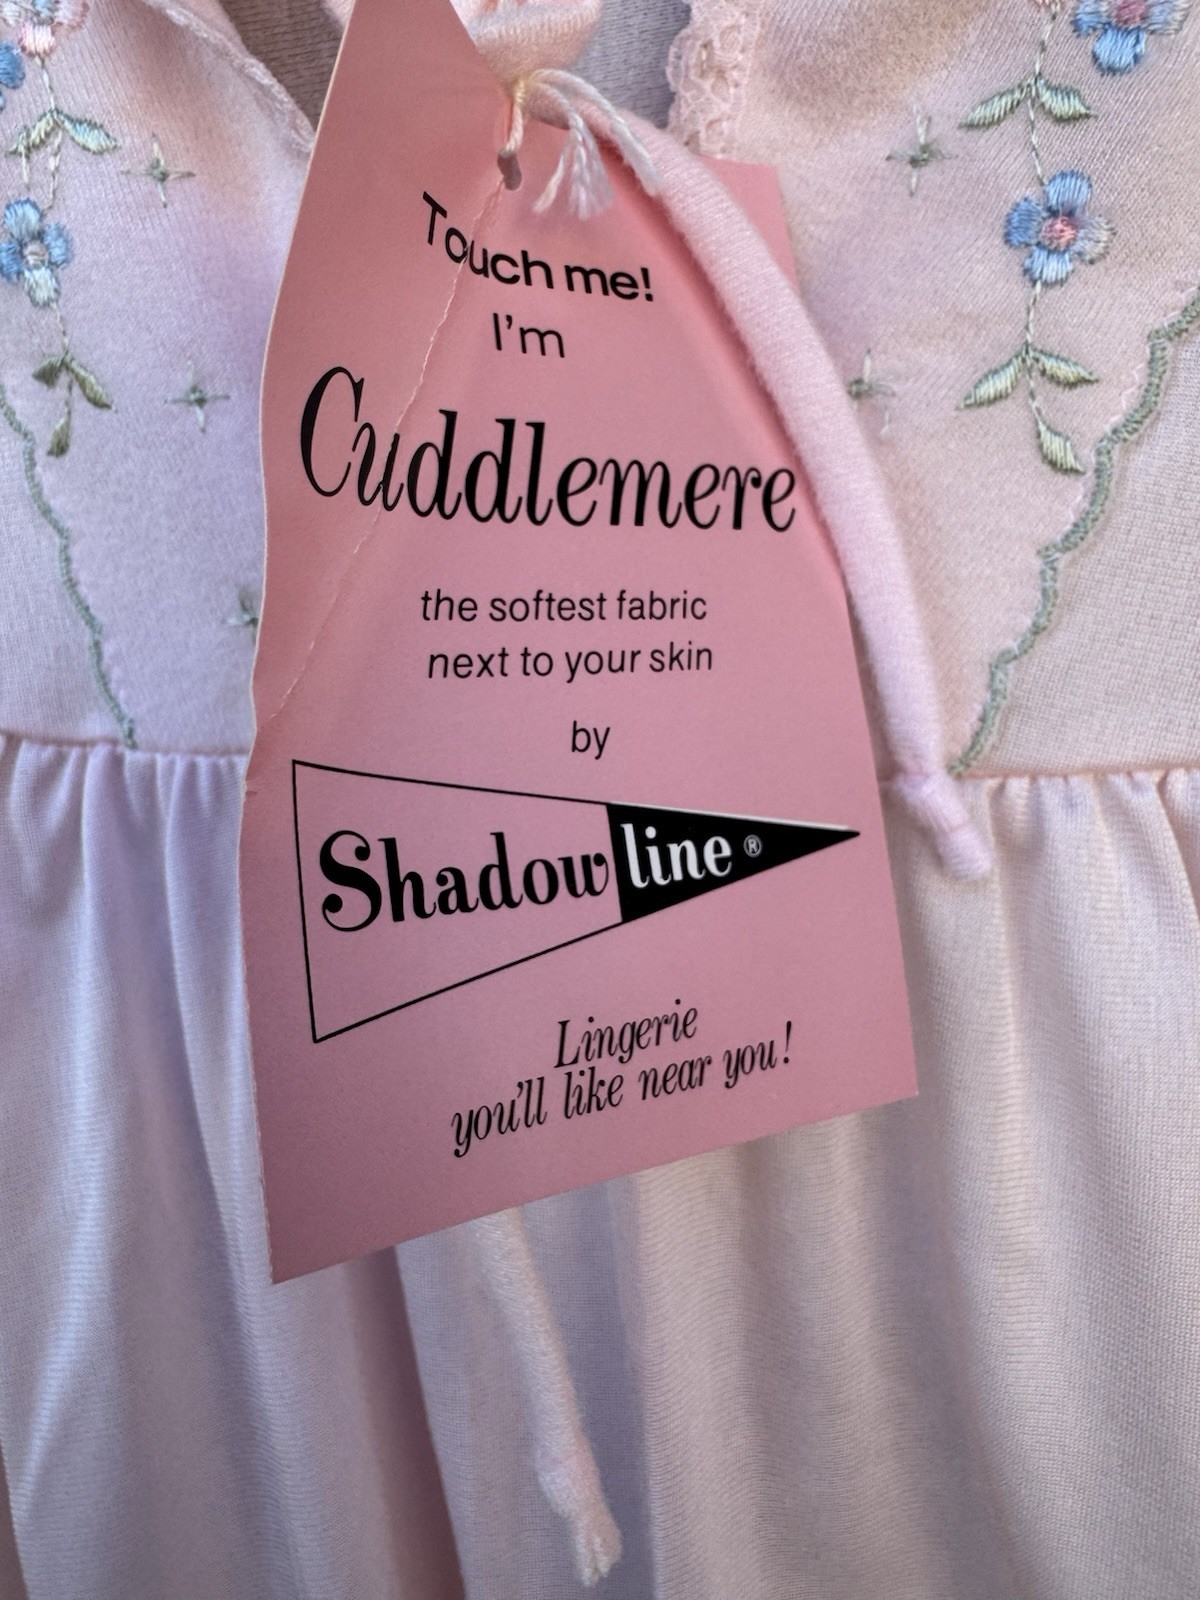 Touch me!
I'm
Cuddlemere
the softest fabric
next to your skin
by
Shadowline®
Lingerie
you'll like near you!